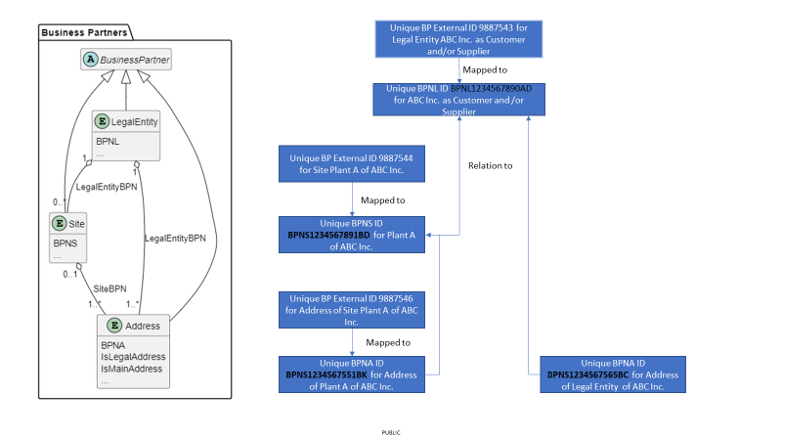 Business Partners
A BusinessPartner
E LegalEntity
BPNL
...
1
1
LegalEntityBPN
0..*
E Site
BPNS
...
LegalEntityBPN
0..1
SiteBPN
1..*
1..*
E Address
BPNA
IsLegalAddress
IsMainAddress
...
Unique BP External ID 9887543 for
Legal Entity ABC Inc. as Customer
and/or Supplier
Mapped to
Unique BPNL ID BPNL1234567890AD
for ABC Inc. as Customer and /or
Supplier
Unique BP External ID 9887544
for Site Plant A of ABC Inc.
Relation to
Mapped to
Unique BPNS ID
BPNS1234567891BD for Plant A
of ABC Inc.
Unique BP External ID 9887546
for Address of Site Plant A of ABC
Inc.
Mapped to
Unique BPNA ID
BPNS1234567551BK for Address
of Plant A of ABC Inc.
Unique BPNA ID
BPNS1234567565BC for Address
of Legal Entity of ABC Inc.
PUBLIC